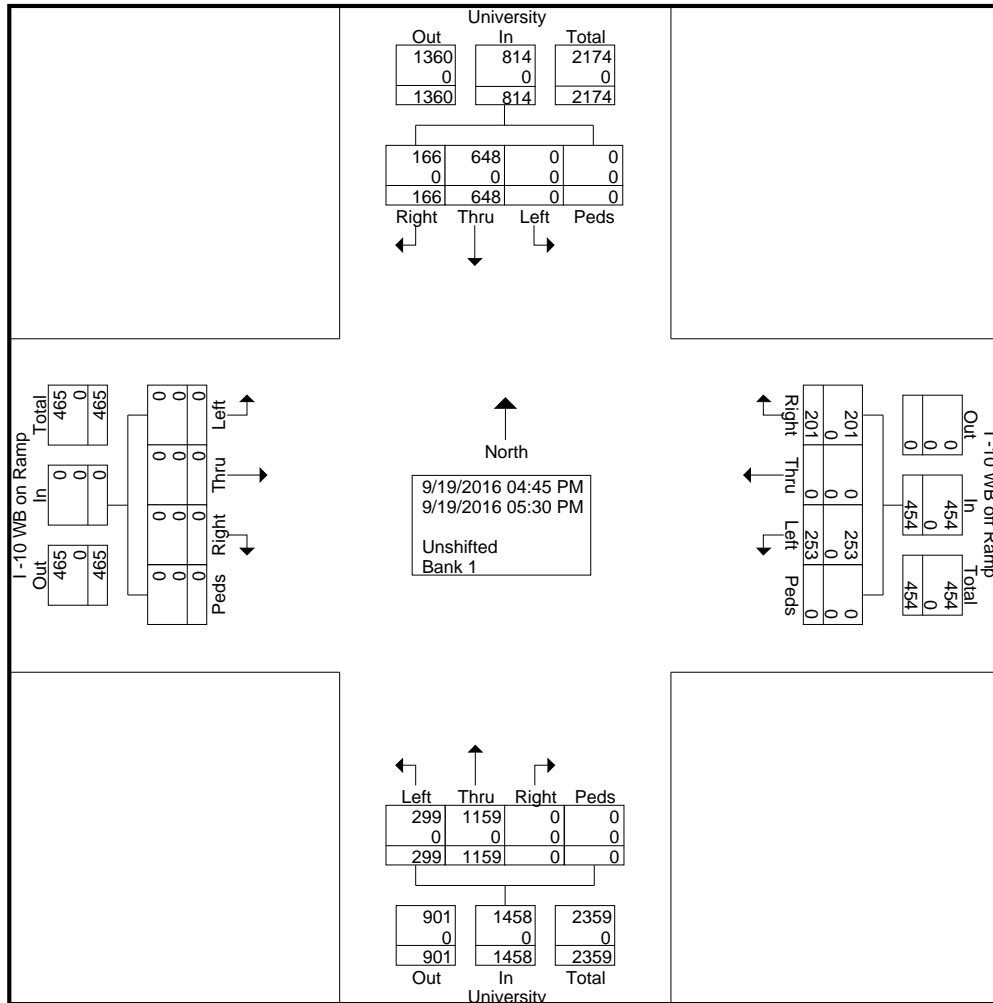 University
Out In Total
1360 814 2174
0 0 0
1360 814 2174
166 648 0 0
0 0 0 0
166 648 0 0
Right Thru Left Peds
I -10 WB on Ramp
Total In Out
465 0 465
0 0 0
465 0 465
0 0 0 0
0 0 0 0
0 0 0 0
Left Thru Right Peds
North
9/19/2016 04:45 PM
9/19/2016 05:30 PM
Unshifted
Bank 1
I -10 WB off Ramp
Out In Total
0 454 454
0 0 0
0 454 454
201 0 253 0
0 0 0 0
201 0 253 0
Right Thru Left Peds
Left Thru Right Peds
299 1159 0 0
0 0 0 0
299 1159 0 0
901 1458 2359
0 0 0
901 1458 2359
Out In Total
University